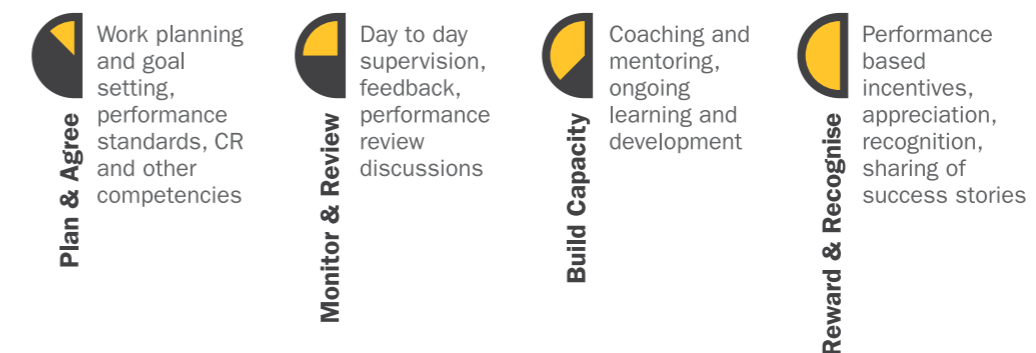 Plan & Agree
Work planning
and goal
setting,
performance
standards, CR
and other
competencies
Monitor & Review
Day to day
supervision,
feedback,
performance
review
discussions
Build Capacity
Coaching and
mentoring,
ongoing
learning and
development
Reward & Recognise
Performance
based
incentives,
appreciation,
recognition,
sharing of
success stories